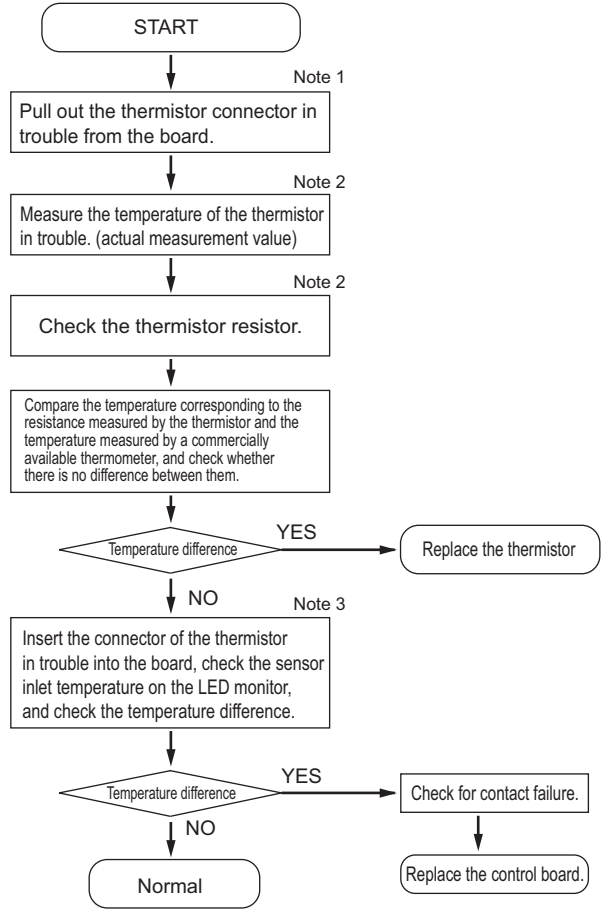 START
Note 1
Pull out the thermistor connector in
trouble from the board.
Note 2
Measure the temperature of the thermistor
in trouble. (actual measurement value)
Note 2
Check the thermistor resistor.
Compare the temperature corresponding to the
resistance measured by the thermistor and the
temperature measured by a commercially
available thermometer, and check whether
there is no difference between them.
Temperature difference
YES
Replace the thermistor
NO
Note 3
Insert the connector of the thermistor
in trouble into the board, check the sensor
inlet temperature on the LED monitor,
and check the temperature difference.
Temperature difference
YES
Check for contact failure.
NO
Replace the control board.
Normal